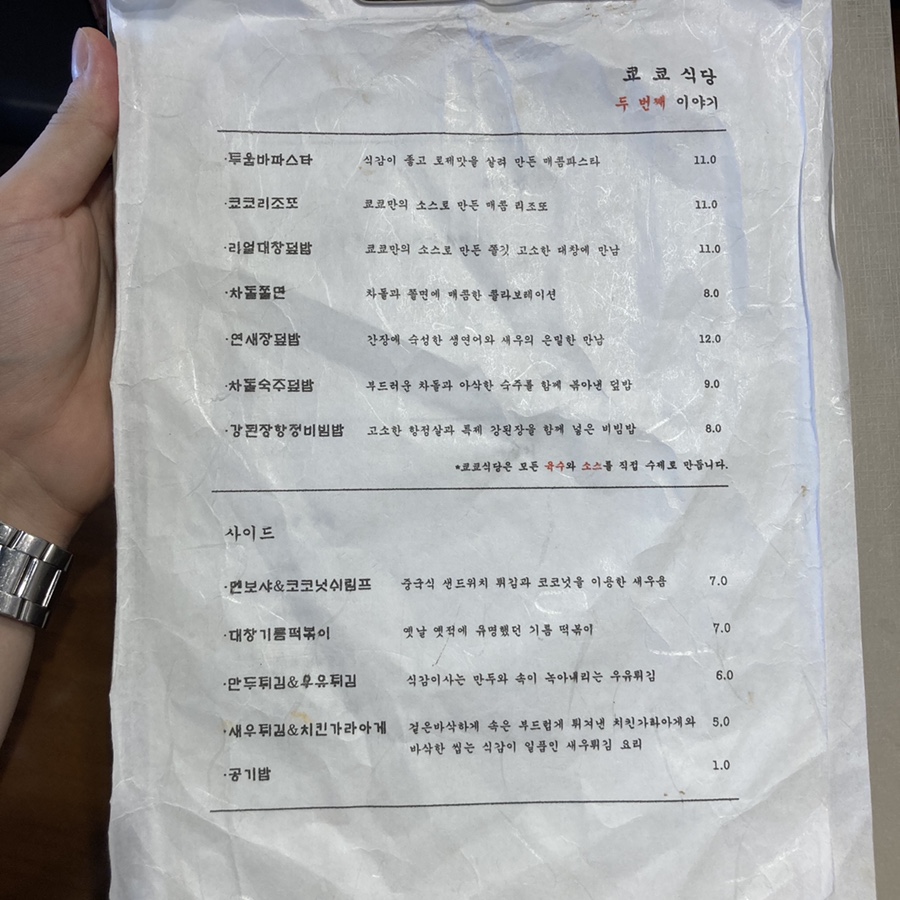 쿄 쿄 식당
두 번째 이야기
·투움바파스타 식감이 좋고 로제맛을 살려 만든 매콤파스타 11.0
·쿄쿄리조또 쿄쿄만의 소스로 만든 매콤 리조또 11.0
·리얼대창덮밥 쿄쿄만의 소스로 만든 쫄깃 고소한 대창에 만남 11.0
·차돌쫄면 차돌과 쫄면에 매콤한 콜라보레이션 8.0
·연새장덮밥 간장에 숙성한 생연어와 새우의 은밀한 만남 12.0
·차돌숙주덮밥 부드러운 차돌과 아삭한 숙주를 함께 볶아낸 덮밥 9.0
·강된장항정비빔밥 고소한 항정살과 특제 강된장을 함께 넣은 비빔밥 8.0
*쿄쿄식당은 모든 육수와 소스를 직접 수제로 만듭니다.
사이드
·멘보샤&코코넛쉬림프 중국식 샌드위치 튀김과 코코넛을 이용한 새우욤 7.0
·대창기름떡볶이 옛날 옛적에 유명했던 기름 떡볶이 7.0
·만두튀김&우유튀김 식감이사는 만두와 속이 녹아내리는 우유튀김 6.0
·새우튀김&치킨가라아게 겉은바삭하게 속은 부드럽게 튀겨낸 치킨가라아게와 5.0
바삭한 씹는 식감이 일품인 새우튀김 요리
·공기밥 1.0